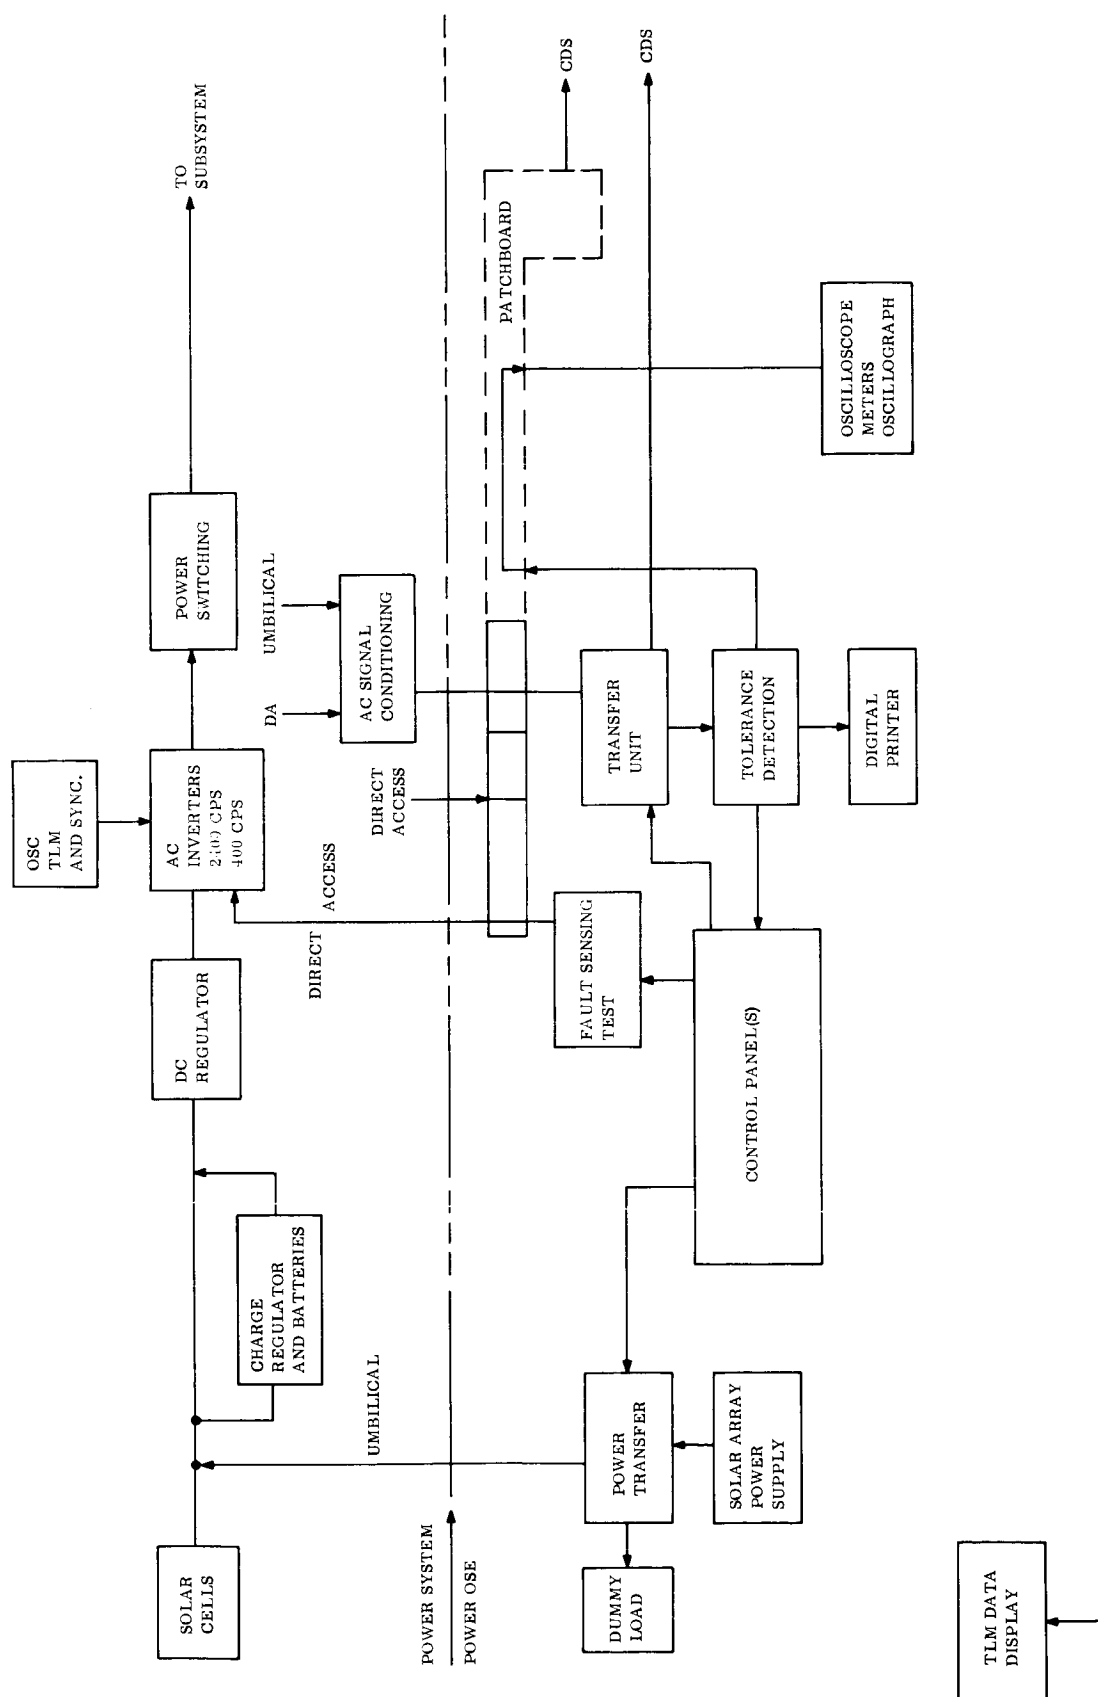 SOLAR
CELLS
CHARGE
REGULATOR
AND BATTERIES
DC
REGULATOR
OSC
TLM
AND SYNC.
AC
INVERTERS
2400 CPS
400 CPS
POWER
SWITCHING
TO
SUBSYSTEM
UMBILICAL
DIRECT
ACCESS
DIRECT
ACCESS
DA
UMBILICAL
AC SIGNAL
CONDITIONING
POWER SYSTEM
POWER OSE
PATCHBOARD
CDS
CDS
DUMMY
LOAD
POWER
TRANSFER
SOLAR ARRAY
POWER
SUPPLY
FAULT SENSING
TEST
CONTROL PANEL(S)
TRANSFER
UNIT
TOLERANCE
DETECTION
DIGITAL
PRINTER
OSCILLOSCOPE
METERS
OSCILLOGRAPH
TLM DATA
DISPLAY